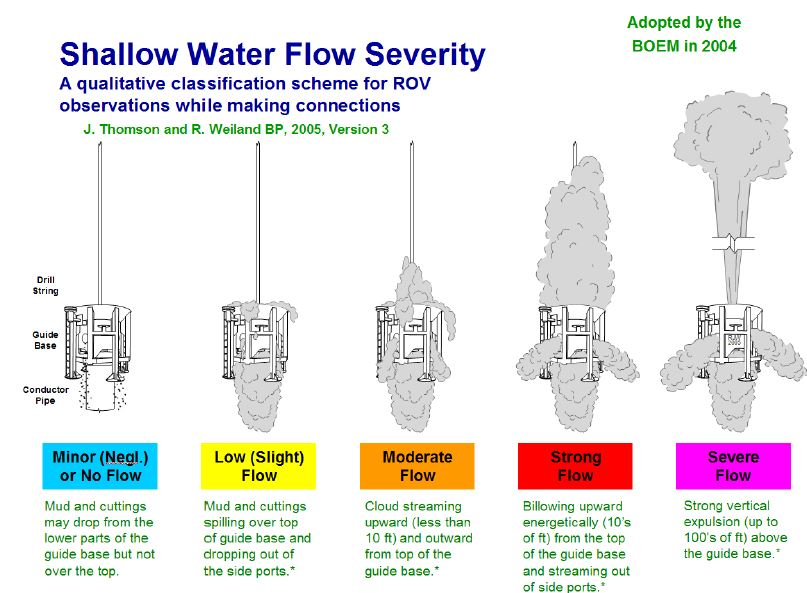 Adopted by the
BOEM in 2004
Shallow Water Flow Severity
A qualitative classification scheme for ROV
observations while making connections
J. Thomson and R. Weiland BP, 2005, Version 3
Drill
String
Guide
Base
Conductor
Pipe
Minor (Negl.)
or No Flow
Mud and cuttings
may drop from the
lower parts of the
guide base but not
over the top.
Low (Slight)
Flow
Mud and cuttings
spilling over top
of guide base and
dropping out of
the side ports.*
Moderate
Flow
Cloud streaming
upward (less than
10 ft) and outward
from top of the
guide base.*
Strong
Flow
Billowing upward
energetically (10's
of ft) from the top
of the guide base
and streaming out
of side ports.*
Severe
Flow
Strong vertical
expulsion (up to
100's of ft) above
the guide base.*